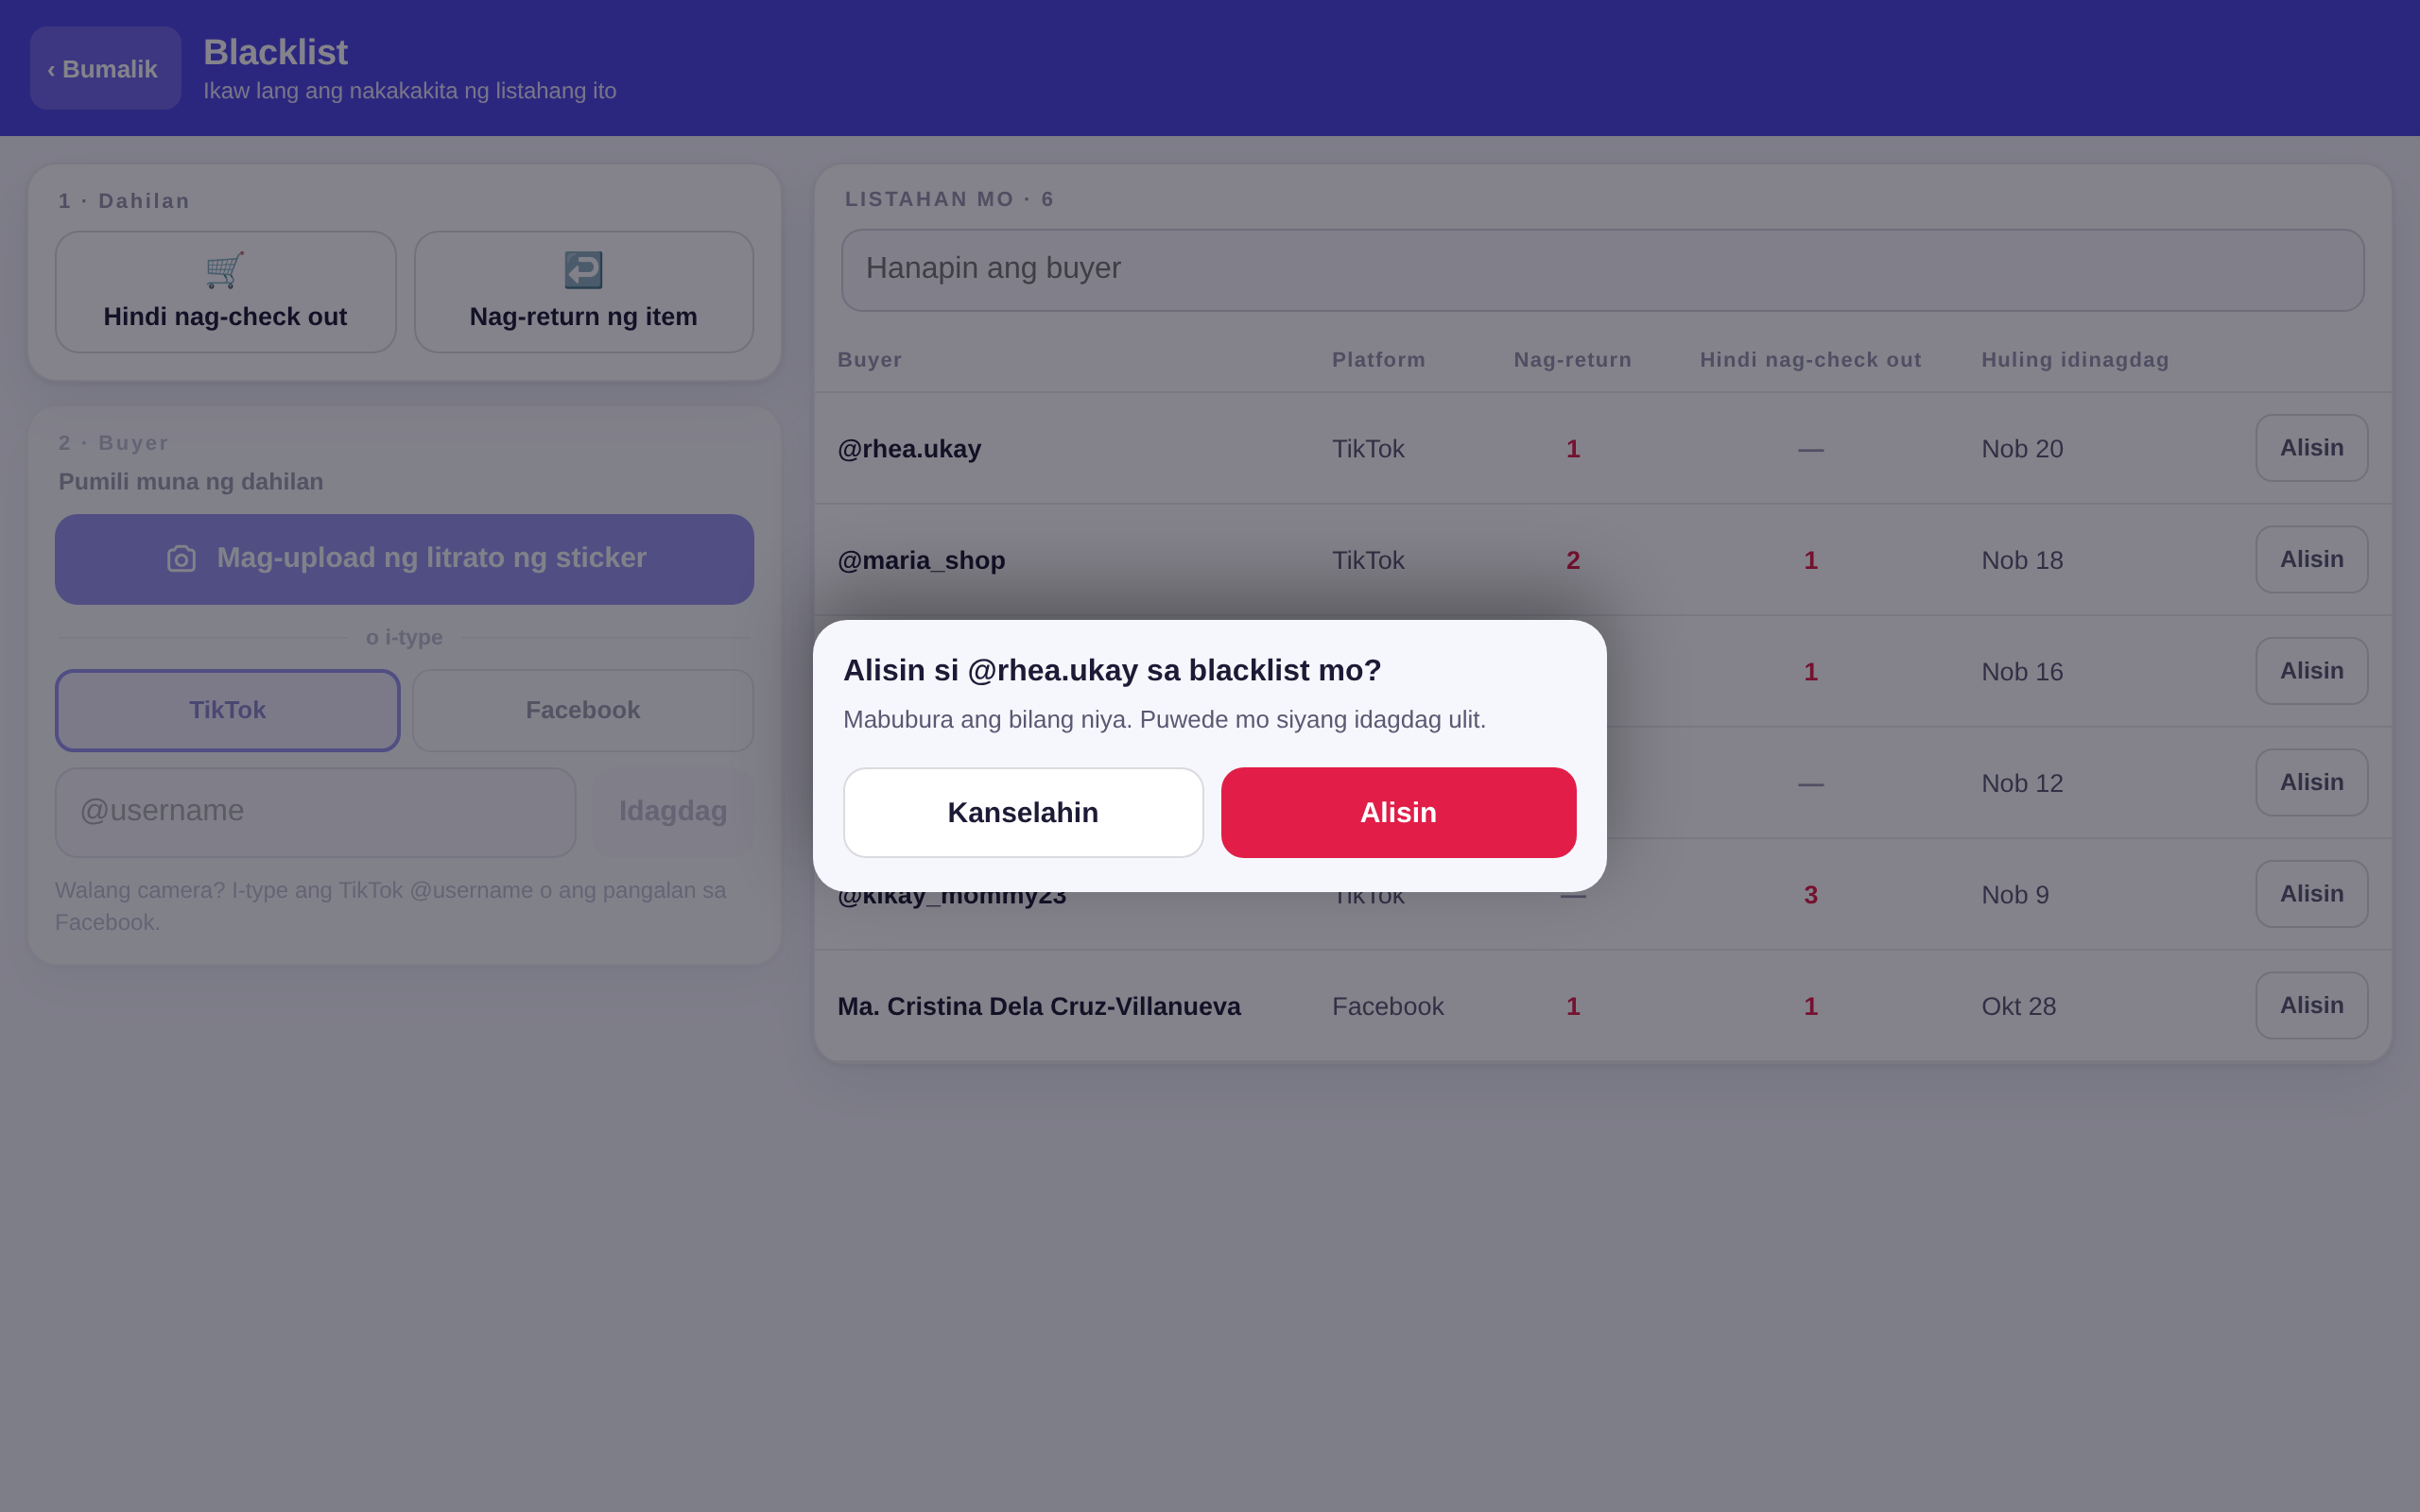 ‹ Bumalik
Blacklist
Ikaw lang ang nakakakita ng listahang ito
1 · Dahilan
Hindi nag-check out
Nag-return ng item
2 · Buyer
Pumili muna ng dahilan
Mag-upload ng litrato ng sticker
o i-type
TikTok
Facebook
@username
Idagdag
Walang camera? I-type ang TikTok @username o ang pangalan sa
Facebook.
LISTAHAN MO · 6
Hanapin ang buyer
Buyer Platform Nag-return Hindi nag-check out Huling idinagdag
@rhea.ukay TikTok 1 — Nob 20 Alisin
@maria_shop TikTok 2 1 Nob 18 Alisin
1 Nob 16 Alisin
— Nob 12 Alisin
@kikay_mommy23 TikTok — 3 Nob 9 Alisin
Ma. Cristina Dela Cruz-Villanueva Facebook 1 1 Okt 28 Alisin
Alisin si @rhea.ukay sa blacklist mo?
Mabubura ang bilang niya. Puwede mo siyang idagdag ulit.
Kanselahin
Alisin